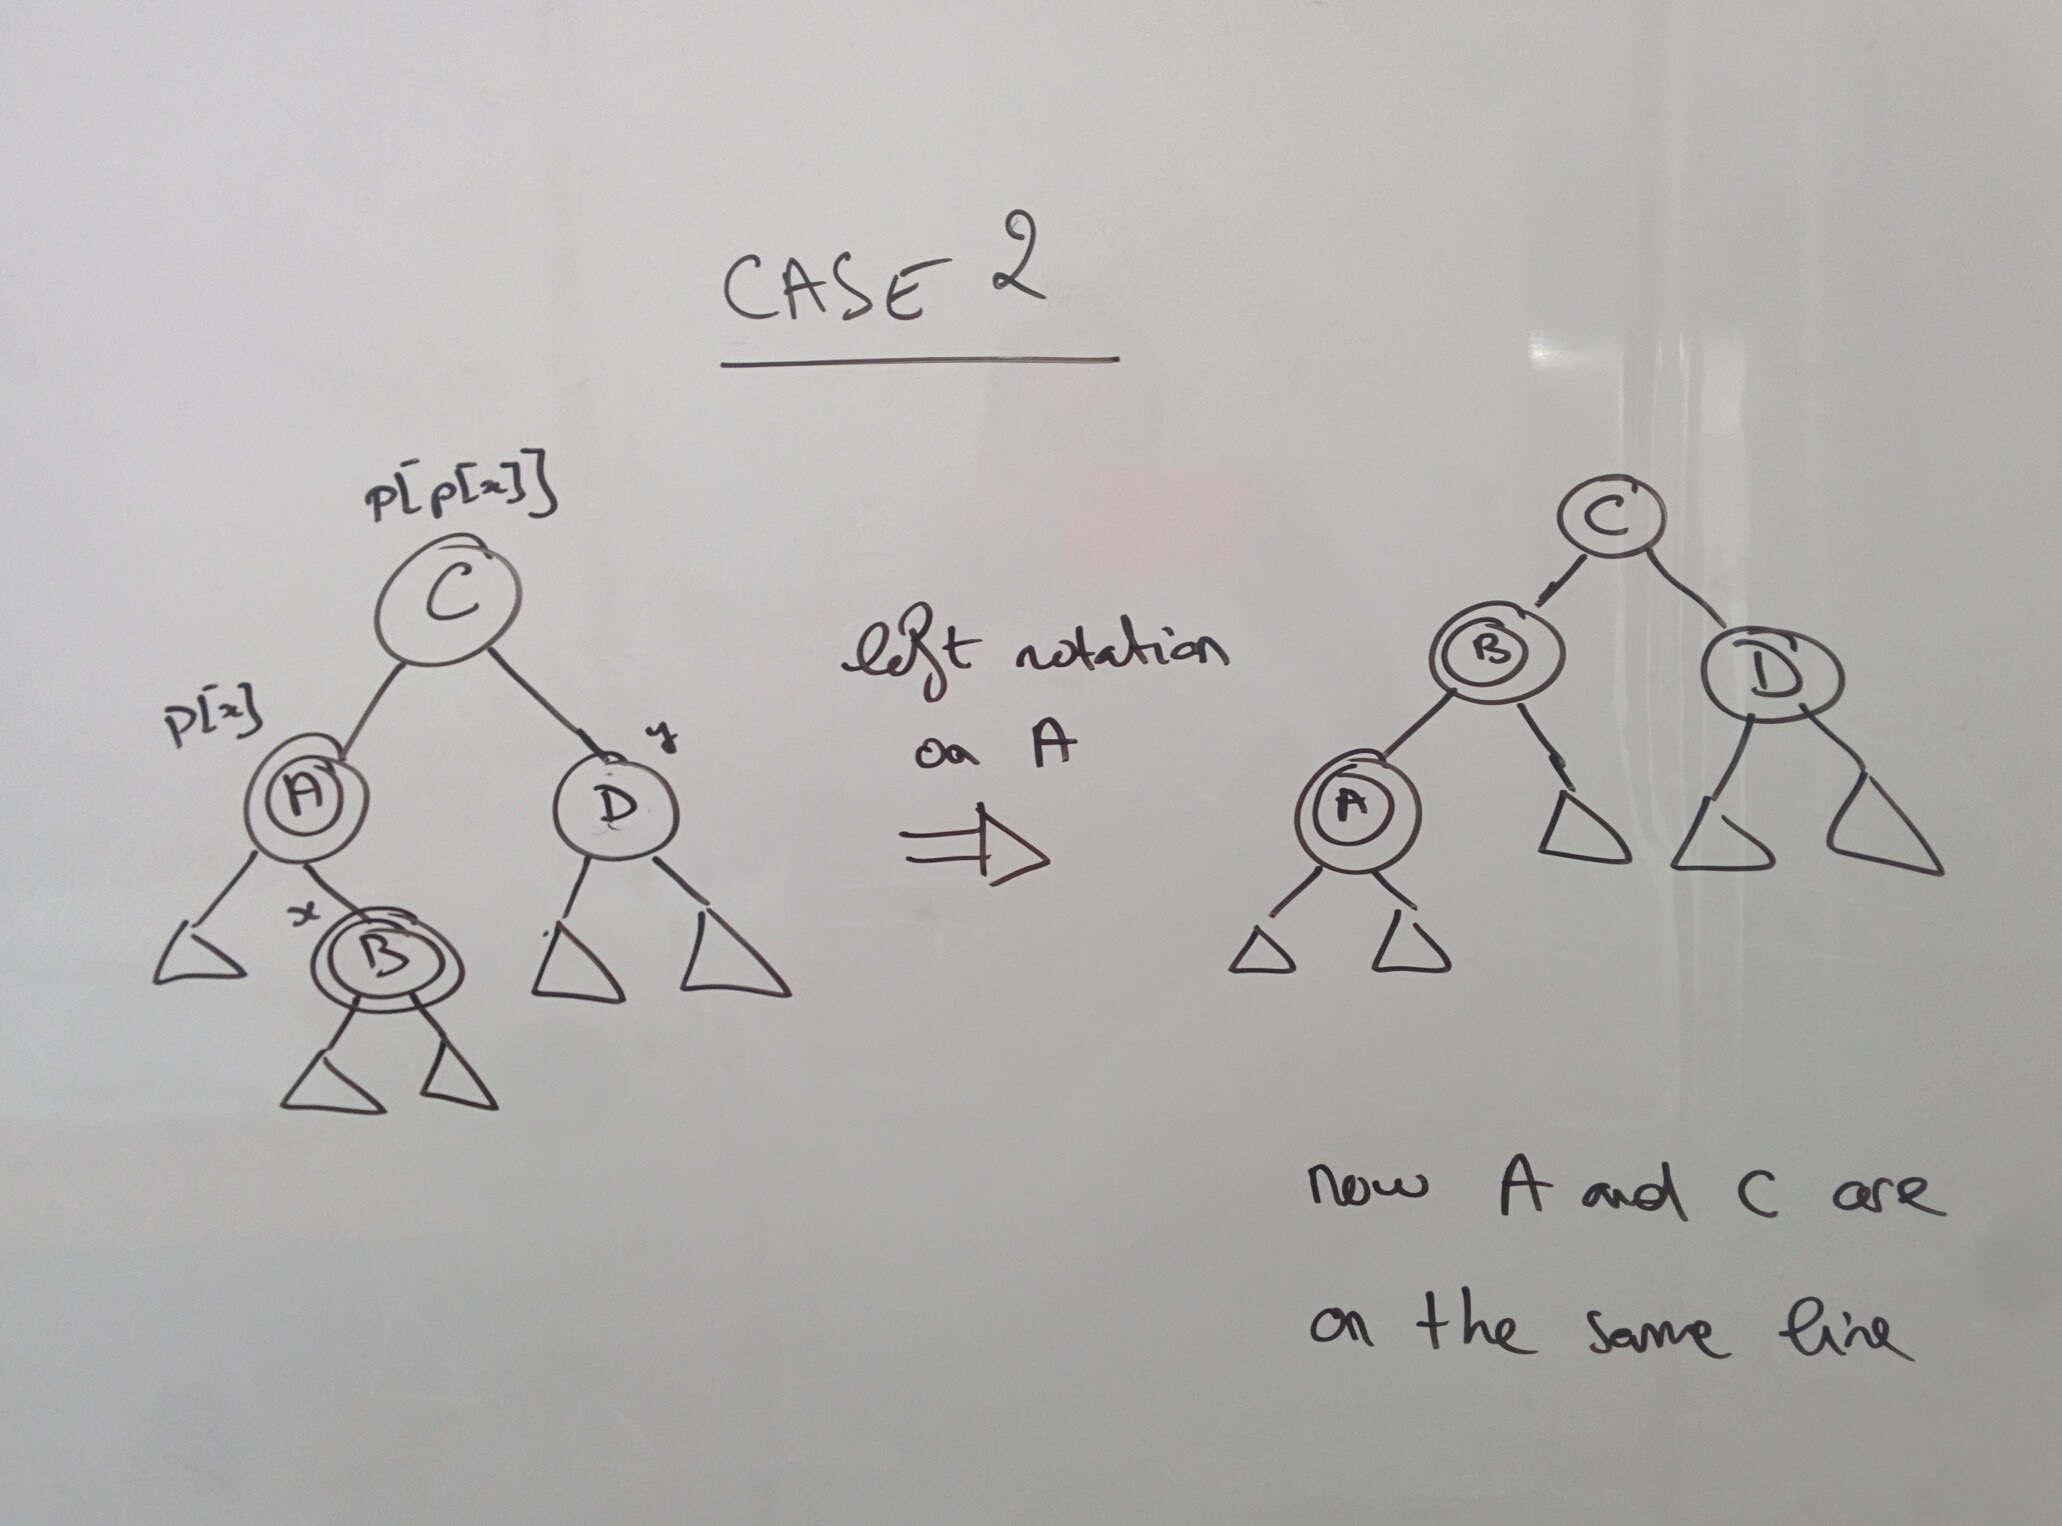 CASE 2
p[p[x]]
C
p[x]
A
y
D
x
B
left rotation
on A
C
B
D
A
now A and C are
on the same line